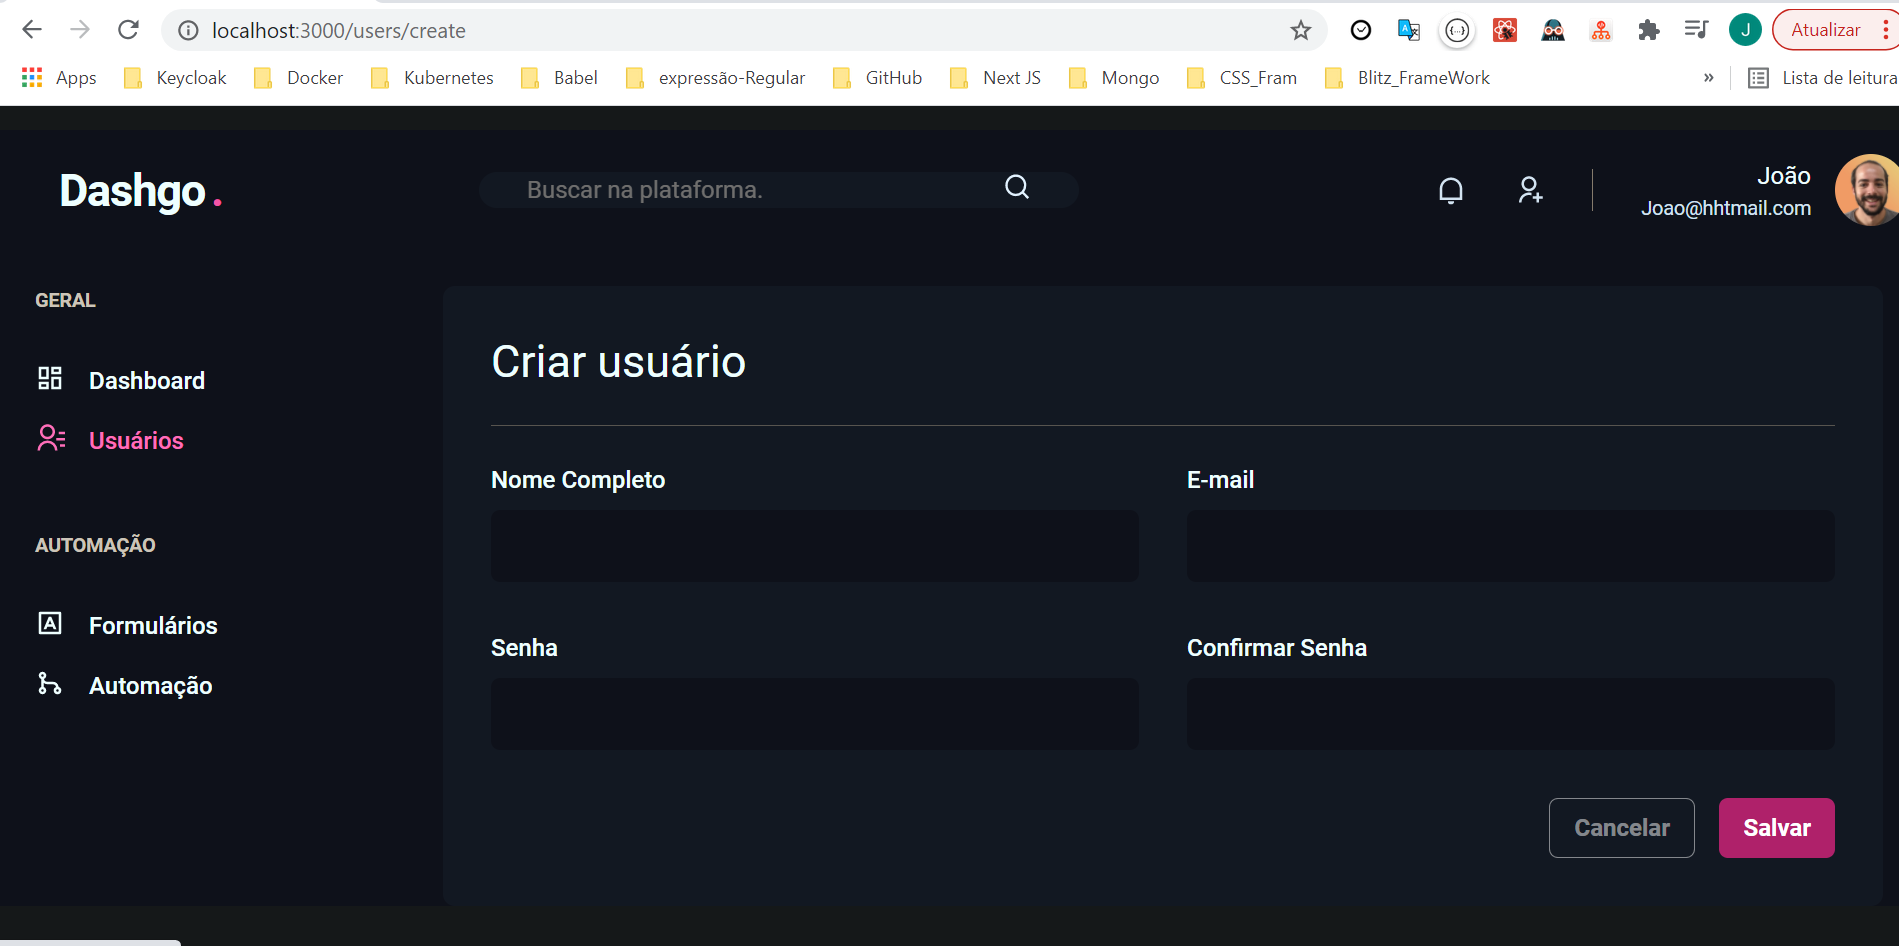 localhost:3000/users/create
J
Atualizar
Apps
Keycloak
Docker
Kubernetes
Babel
expressão-Regular
GitHub
Next JS
Mongo
CSS_Fram
Blitz_FrameWork
»
Lista de leitura
Dashgo.
Buscar na plataforma.
João
Joao@hhtmail.com
GERAL
Dashboard
Usuários
AUTOMAÇÃO
Formulários
Automação
Criar usuário
Nome Completo
E-mail
Senha
Confirmar Senha
Cancelar
Salvar